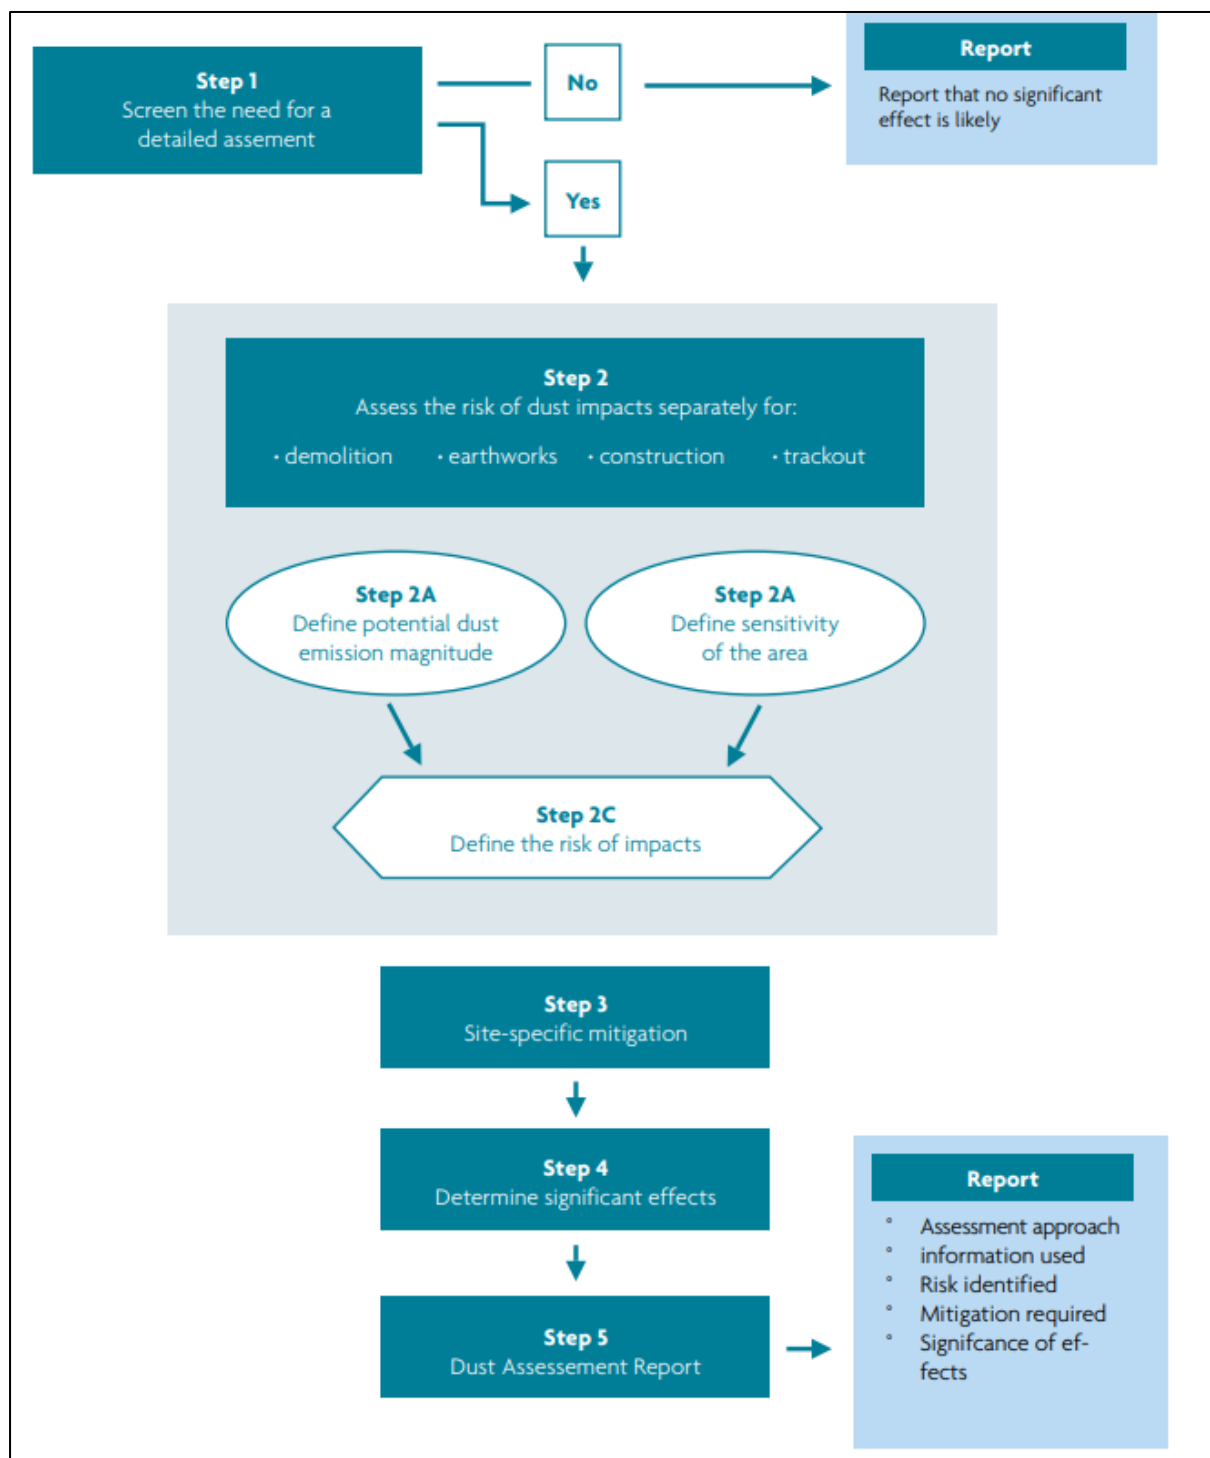 Step 1
Screen the need for a
detailed assement
No
Yes
Report
Report that no significant
effect is likely
Step 2
Assess the risk of dust impacts separately for:
• demolition • earthworks • construction • trackout
Step 2A
Define potential dust
emission magnitude
Step 2A
Define sensitivity
of the area
Step 2C
Define the risk of impacts
Step 3
Site-specific mitigation
Step 4
Determine significant effects
Step 5
Dust Assessement Report
Report
° Assessment approach
° information used
° Risk identified
° Mitigation required
° Signifcance of ef-
fects